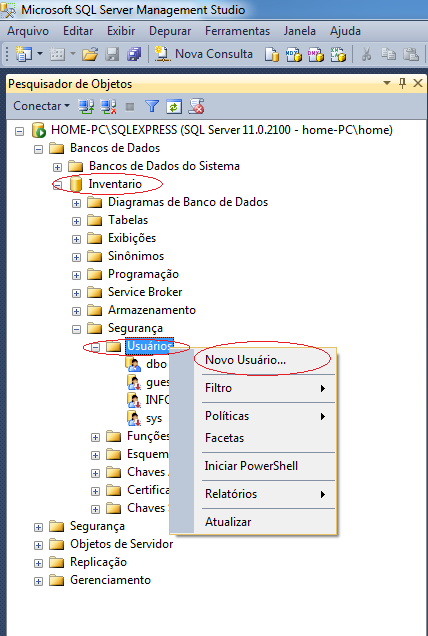 Microsoft SQL Server Management Studio
Arquivo Editar Exibir Depurar Ferramentas Janela Ajuda
Nova Consulta
Pesquisador de Objetos
Conectar
HOME-PC\SQLEXPRESS (SQL Server 11.0.2100 - home-PC\home)
Bancos de Dados
Bancos de Dados do Sistema
Inventario
Diagramas de Banco de Dados
Tabelas
Exibições
Sinônimos
Programação
Service Broker
Armazenamento
Segurança
Usuários
dbo
gues
INFO
sys
Funções
Esquem
Chaves
Certifica
Chaves
Novo Usuário...
Filtro
Políticas
Facetas
Iniciar PowerShell
Relatórios
Atualizar
Segurança
Objetos de Servidor
Replicação
Gerenciamento